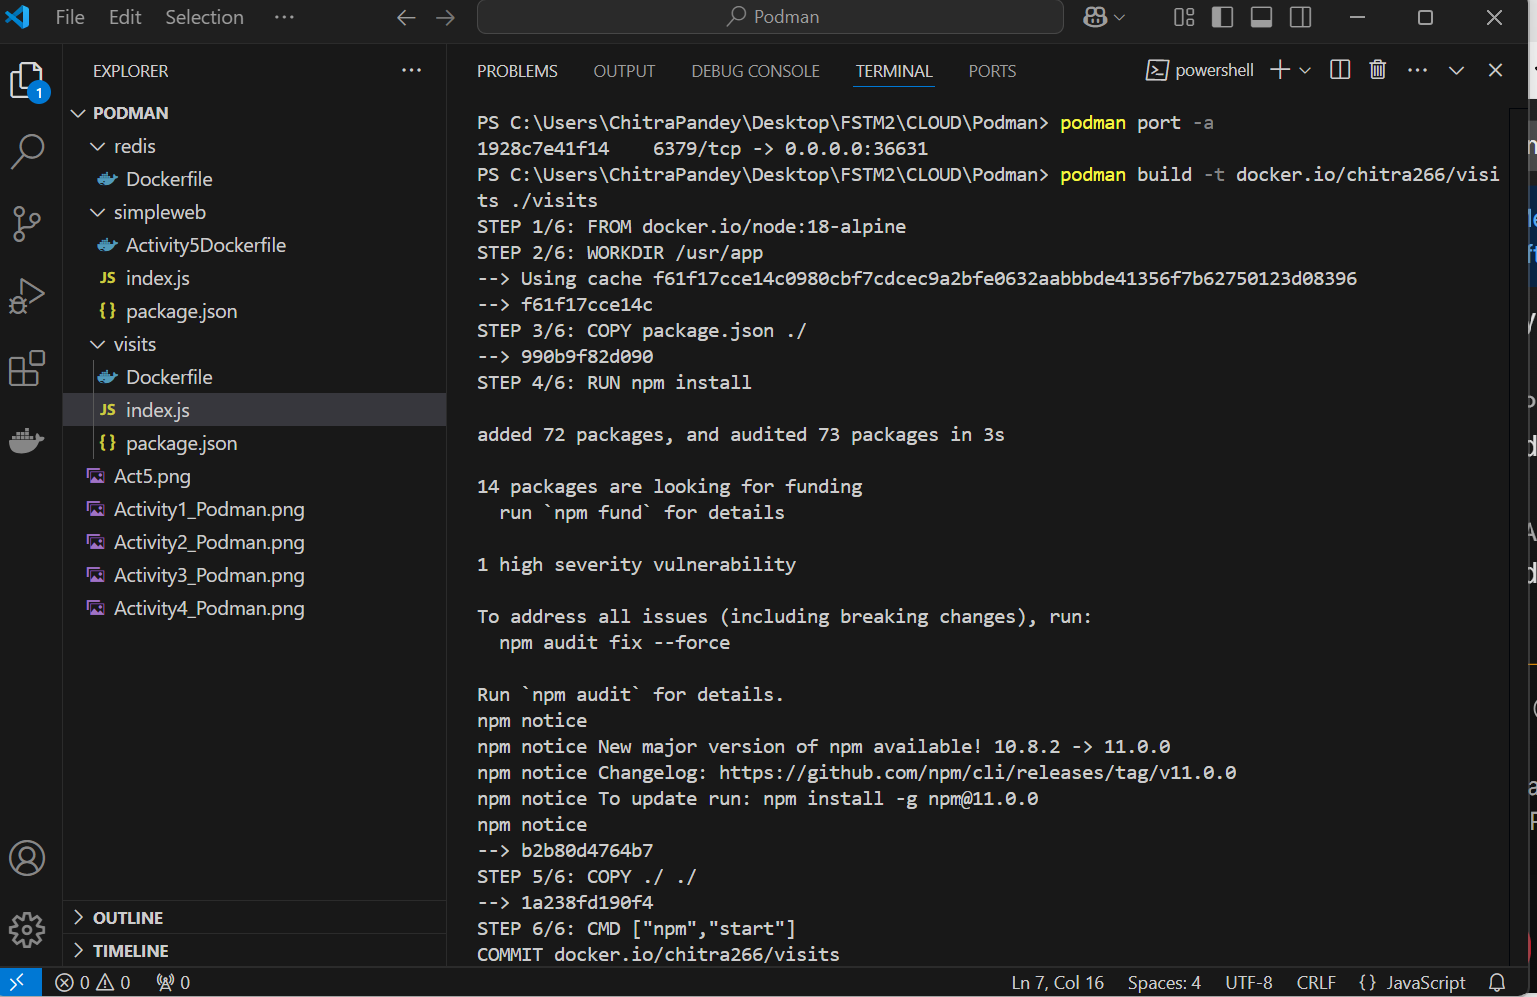 File Edit Selection ··· Podman
EXPLORER ···
PODMAN
redis
Dockerfile
simpleweb
Activity5Dockerfile
JS index.js
{} package.json
visits
Dockerfile
JS index.js
{} package.json
Act5.png
Activity1_Podman.png
Activity2_Podman.png
Activity3_Podman.png
Activity4_Podman.png
OUTLINE
TIMELINE
1
PROBLEMS OUTPUT DEBUG CONSOLE TERMINAL PORTS powershell ···
PS C:\Users\ChitraPandey\Desktop\FSTM2\CLOUD\Podman> podman port -a
1928c7e41f14    6379/tcp -> 0.0.0.0:36631
PS C:\Users\ChitraPandey\Desktop\FSTM2\CLOUD\Podman> podman build -t docker.io/chitra266/visi
ts ./visits
STEP 1/6: FROM docker.io/node:18-alpine
STEP 2/6: WORKDIR /usr/app
--> Using cache f61f17cce14c0980cbf7cdcec9a2bfe0632aabbbde41356f7b62750123d08396
--> f61f17cce14c
STEP 3/6: COPY package.json ./
--> 990b9f82d090
STEP 4/6: RUN npm install
added 72 packages, and audited 73 packages in 3s
14 packages are looking for funding
  run `npm fund` for details
1 high severity vulnerability
To address all issues (including breaking changes), run:
  npm audit fix --force
Run `npm audit` for details.
npm notice
npm notice New major version of npm available! 10.8.2 -> 11.0.0
npm notice Changelog: https://github.com/npm/cli/releases/tag/v11.0.0
npm notice To update run: npm install -g npm@11.0.0
npm notice
--> b2b80d4764b7
STEP 5/6: COPY ./ ./
--> 1a238fd190f4
STEP 6/6: CMD ["npm","start"]
COMMIT docker.io/chitra266/visits
0 0 0 Ln 7, Col 16 Spaces: 4 UTF-8 CRLF {} JavaScript